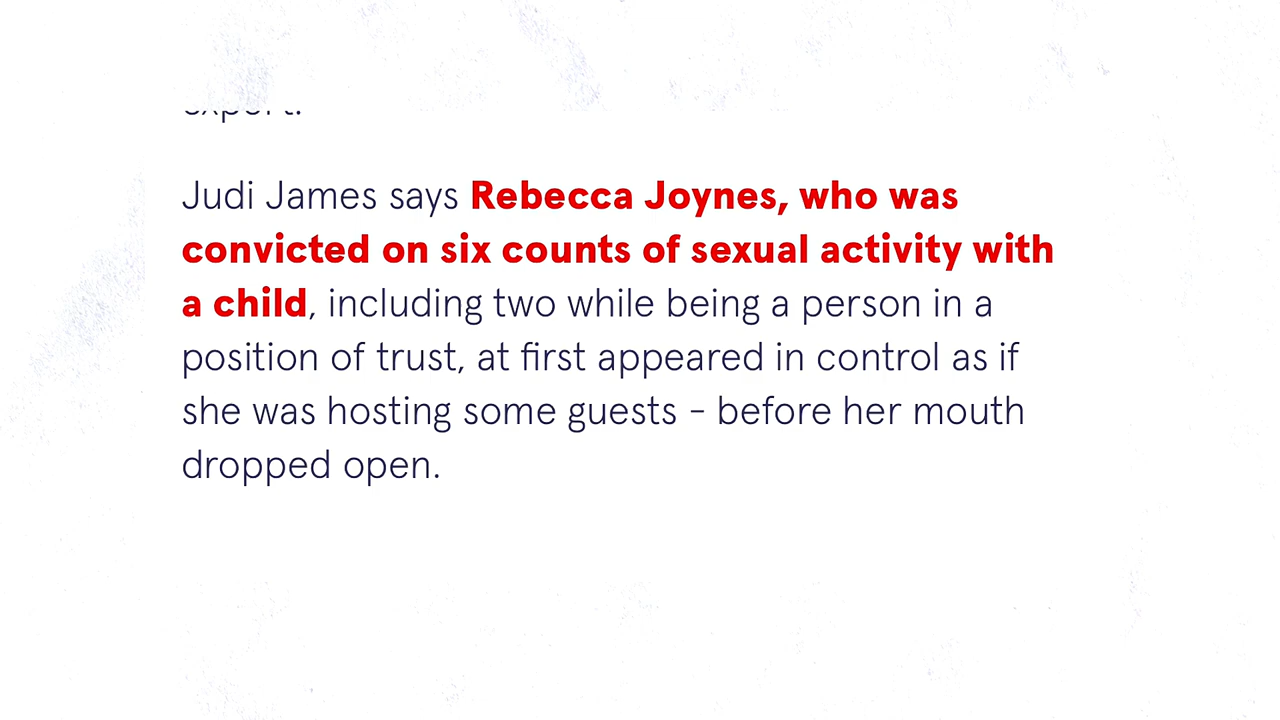 expert.
Judi James says Rebecca Joynes, who was
convicted on six counts of sexual activity with
a child, including two while being a person in a
position of trust, at first appeared in control as if
she was hosting some guests – before her mouth
dropped open.